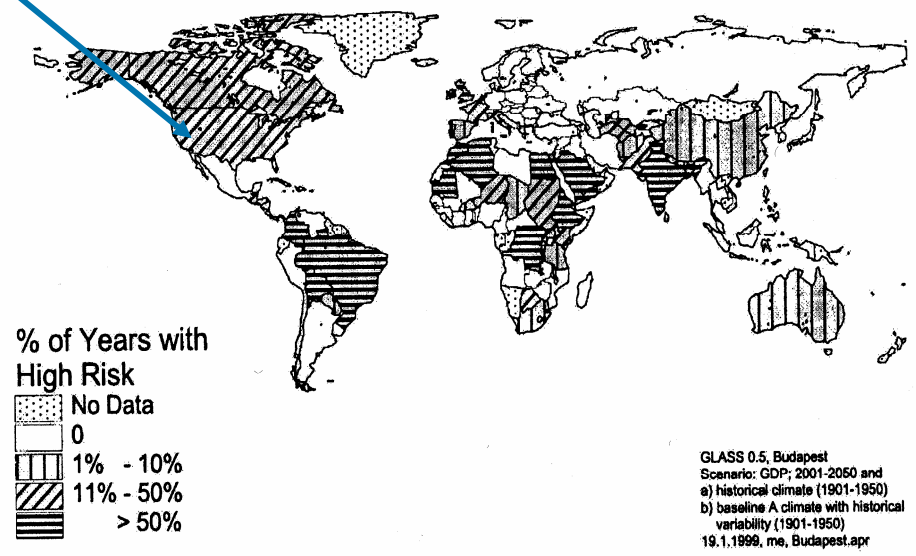 % of Years with
High Risk
No Data
0
1% - 10%
11% - 50%
> 50%
GLASS 0.5, Budapest
Scenario: GDP; 2001-2050 and
a) historical climate (1901-1950)
b) baseline A climate with historical
variability (1901-1950)
19.1.1999, me, Budapest.apr